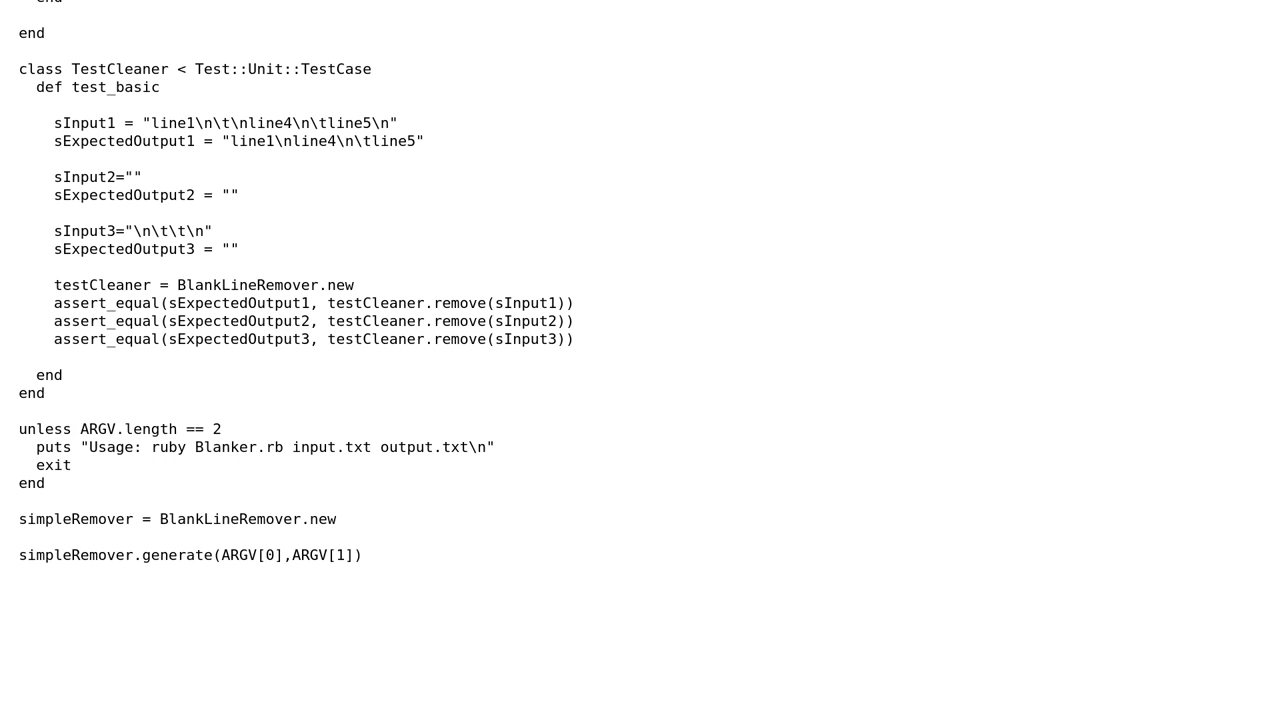 end

end

class TestCleaner < Test::Unit::TestCase
  def test_basic

    sInput1 = "line1\n\t\nline4\n\tline5\n"
    sExpectedOutput1 = "line1\nline4\n\tline5"

    sInput2=""
    sExpectedOutput2 = ""

    sInput3="\n\t\t\n"
    sExpectedOutput3 = ""

    testCleaner = BlankLineRemover.new
    assert_equal(sExpectedOutput1, testCleaner.remove(sInput1))
    assert_equal(sExpectedOutput2, testCleaner.remove(sInput2))
    assert_equal(sExpectedOutput3, testCleaner.remove(sInput3))

  end
end

unless ARGV.length == 2
  puts "Usage: ruby Blanker.rb input.txt output.txt\n"
  exit
end

simpleRemover = BlankLineRemover.new

simpleRemover.generate(ARGV[0],ARGV[1])